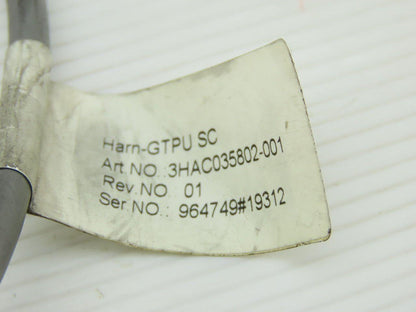 Harn-GTPU SC
Art.NO.:3HAC035802-001
Rev.NO. 01
Ser.NO.: 964749#19312